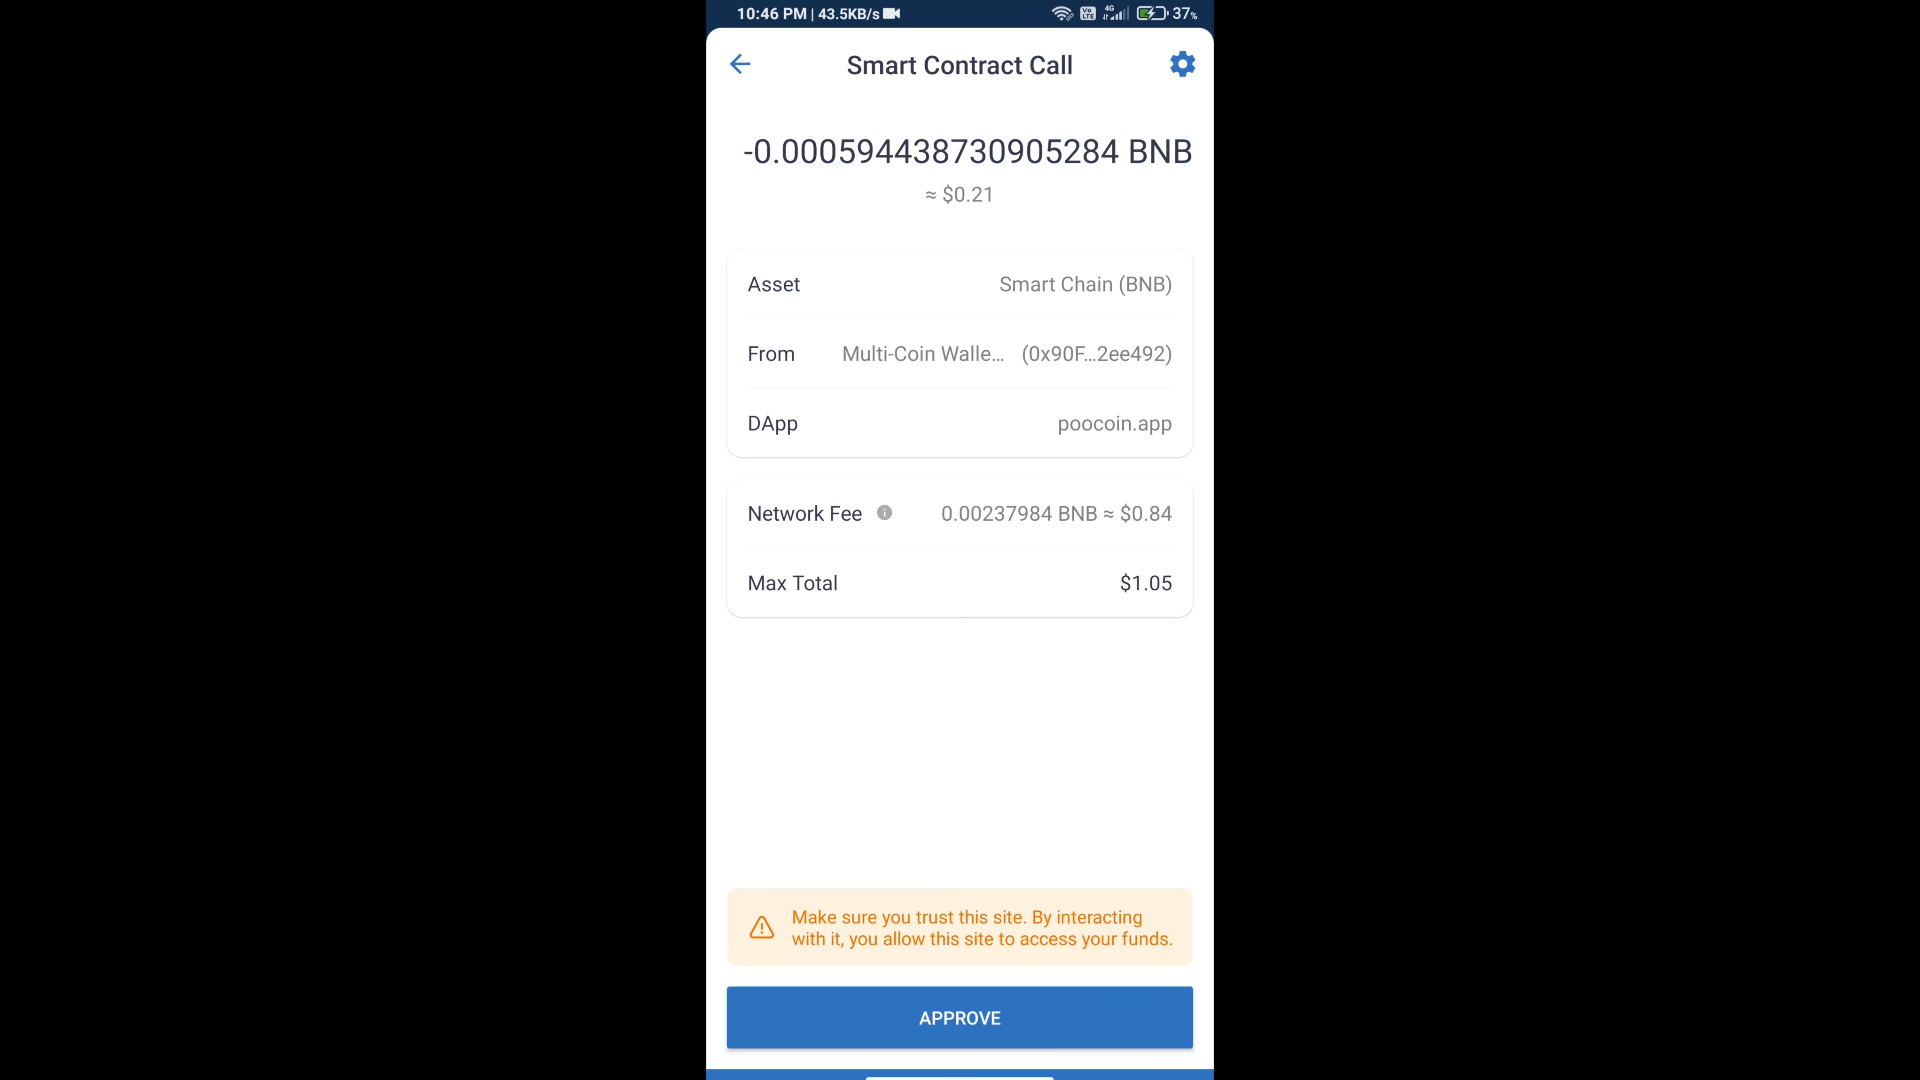 10:46 PM | 43.5KB/s Vo LTE 4G 37%
Smart Contract Call
-0.000594438730905284 BNB
≈ $0.21
Asset Smart Chain (BNB)
From Multi-Coin Walle... (0x90F...2ee492)
DApp poocoin.app
Network Fee 0.00237984 BNB ≈ $0.84
Max Total $1.05
Make sure you trust this site. By interacting
with it, you allow this site to access your funds.
APPROVE